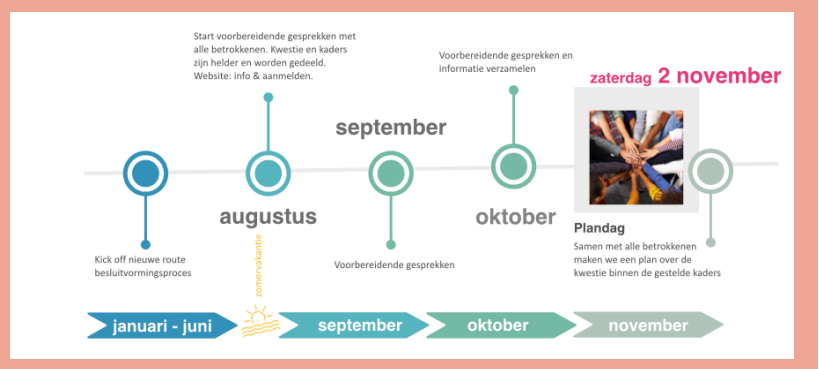 Start voorbereidende gesprekken met
alle betrokkenen. Kwestie en kaders
zijn helder en worden gedeeld.
Website: info & aanmelden.
Voorbereidende gesprekken en
informatie verzamelen
zaterdag 2 november
september
augustus
oktober
Plandag
Samen met alle betrokkenen
maken we een plan over de
kwestie binnen de gestelde kaders
Kick off nieuwe route
besluitvormingsproces
zomervakantie
Voorbereidende gesprekken
januari - juni
september
oktober
november